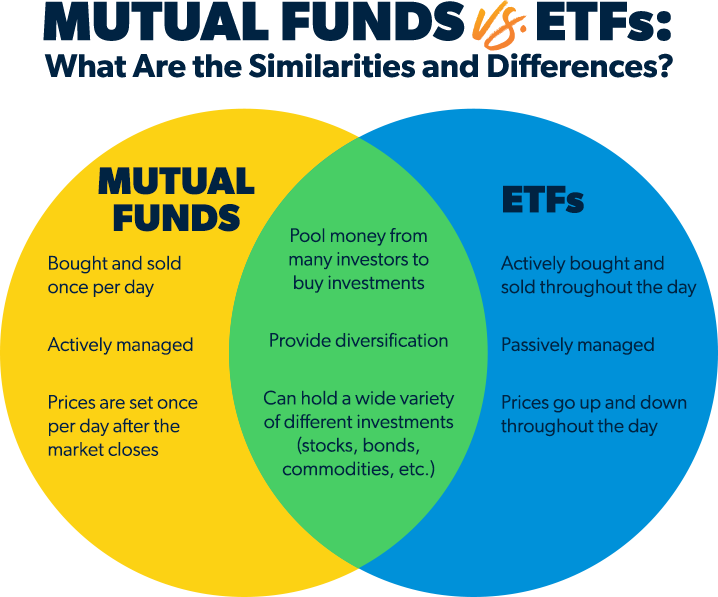 MUTUAL FUNDS vs. ETFs:
What Are the Similarities and Differences?
MUTUAL
FUNDS
Bought and sold
once per day
Actively managed
Prices are set once
per day after the
market closes
Pool money from
many investors to
buy investments
Provide diversification
Can hold a wide variety
of different investments
(stocks, bonds,
commodities, etc.)
ETFs
Actively bought and
sold throughout the day
Passively managed
Prices go up and down
throughout the day